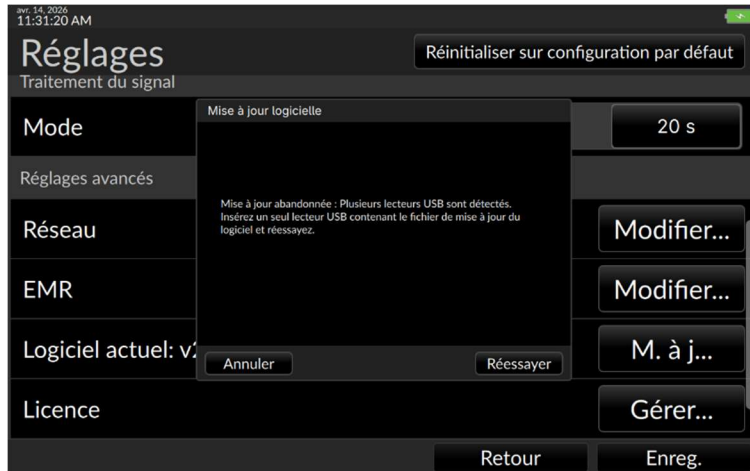 avr. 14, 2026
11:31:20 AM
Réglages
Réinitialiser sur configuration par défaut
Traitement du signal
Mode
20 s
Mise à jour logicielle
Mise à jour abandonnée : Plusieurs lecteurs USB sont détectés.
Insérez un seul lecteur USB contenant le fichier de mise à jour du
logiciel et réessayez.
Annuler
Réessayer
Réglages avancés
Réseau
Modifier...
EMR
Modifier...
Logiciel actuel:
M. à j...
Licence
Gérer...
Retour
Enreg.